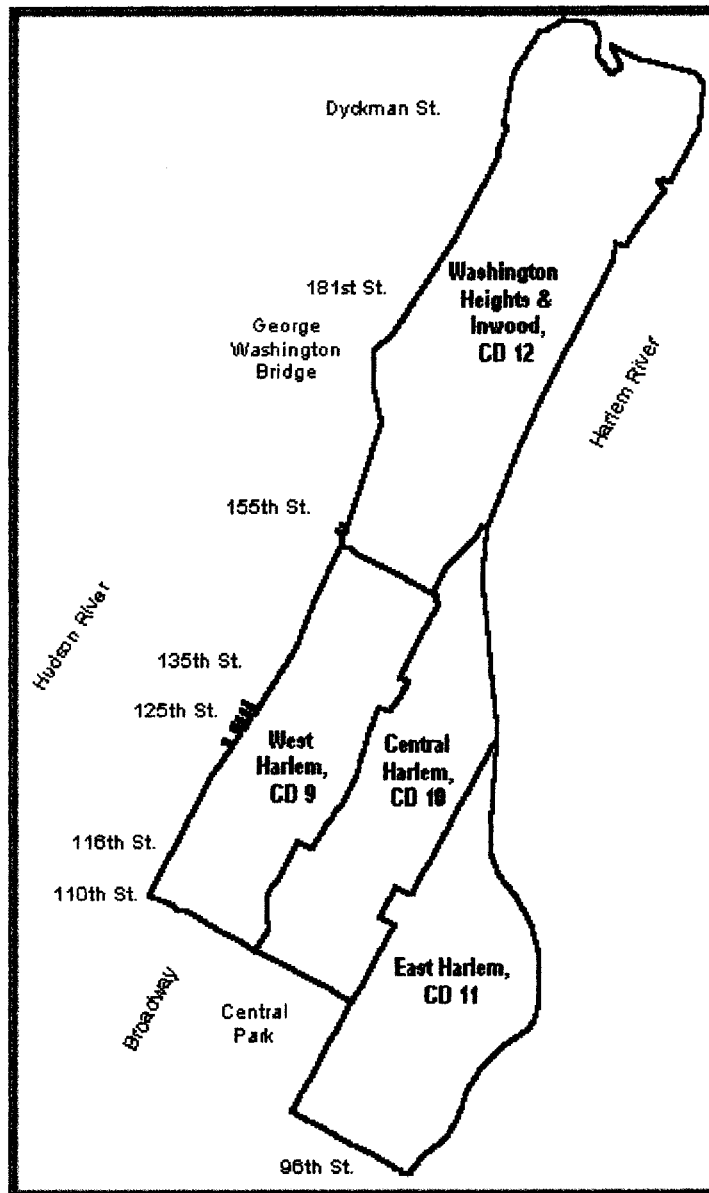 Dyckman St.
181st St.
Washington
Heights &
Inwood,
CD 12
George
Washington
Bridge
Harlem River
155th St.
Hudson River
135th St.
125th St.
West
Harlem,
CD 9
Central
Harlem,
CD 10
116th St.
110th St.
East Harlem,
CD 11
Broadway
Central
Park
96th St.